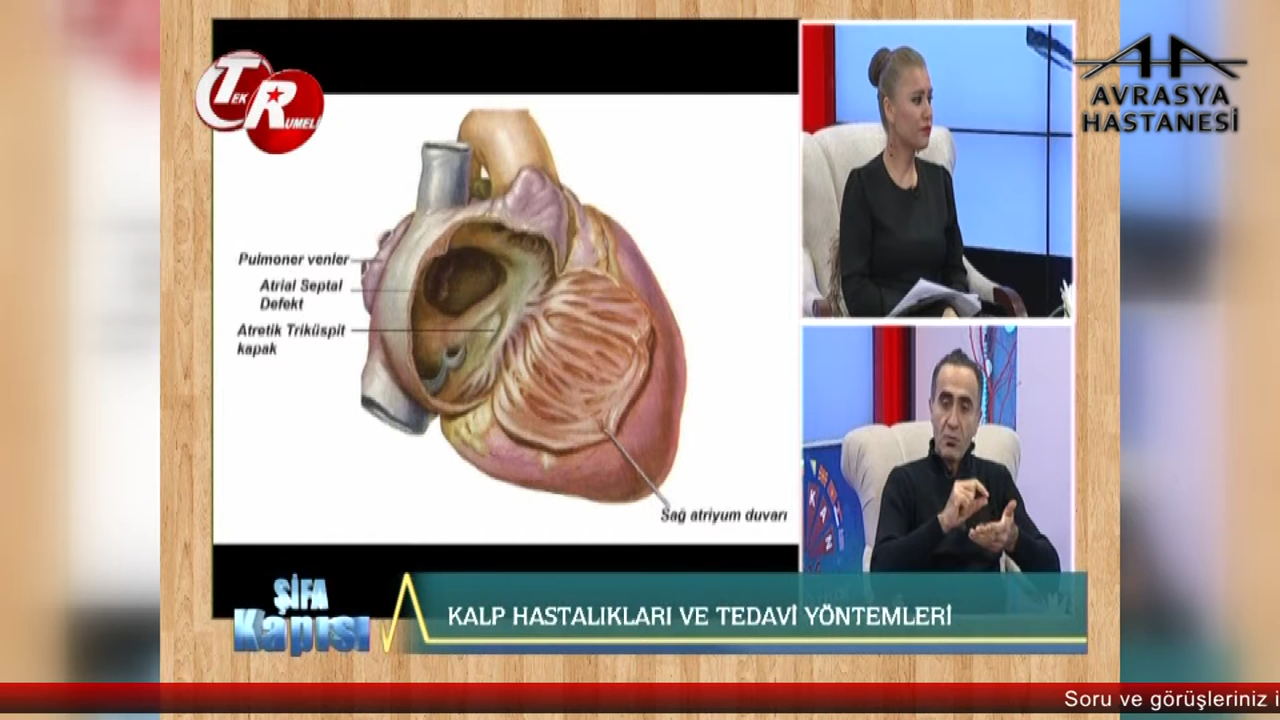 TEK
RUMELİ
AVRASYA
HASTANESİ
Pulmoner venler
Atrial Septal
Defekt
Atretik Triküspit
kapak
Sağ atriyum duvarı
KAN
ŞİFA
Kapısı
KALP HASTALIKLARI VE TEDAVİ YÖNTEMLERİ
Soru ve görüşleriniz i